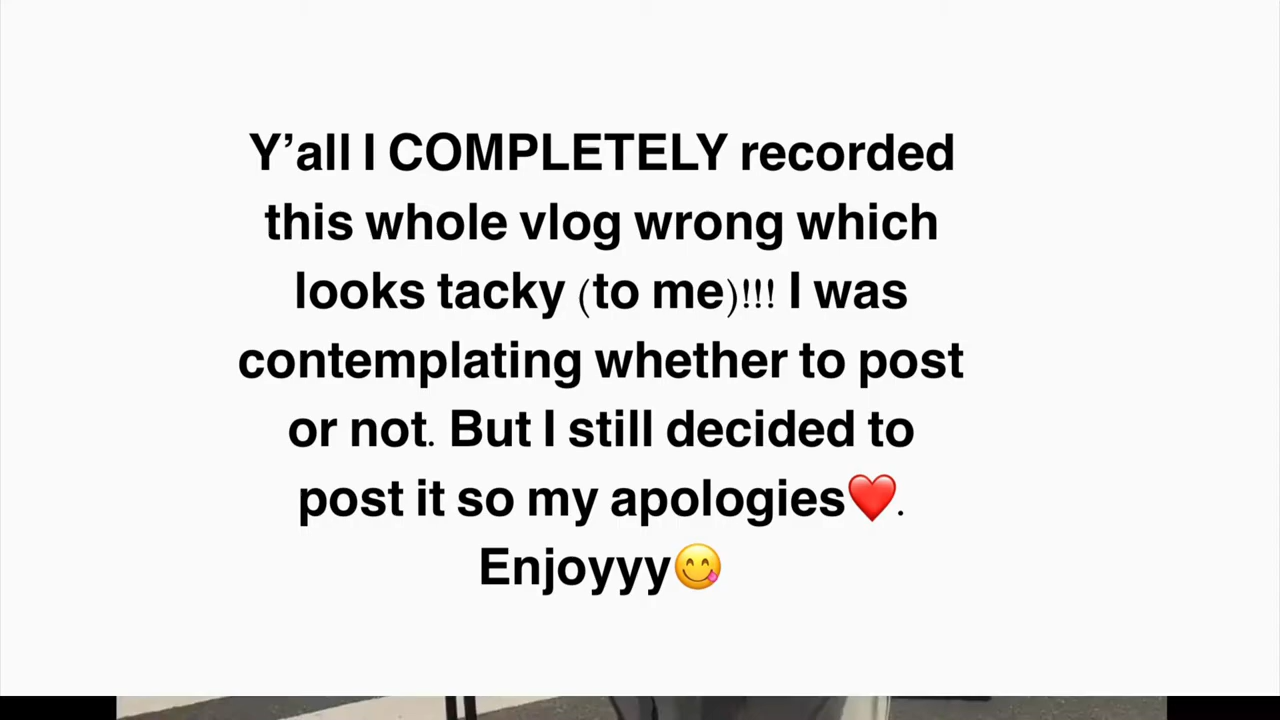 Y’all I COMPLETELY recorded
this whole vlog wrong which
looks tacky (to me)!!! I was
contemplating whether to post
or not. But I still decided to
post it so my apologies❤️.
Enjoyyy😋